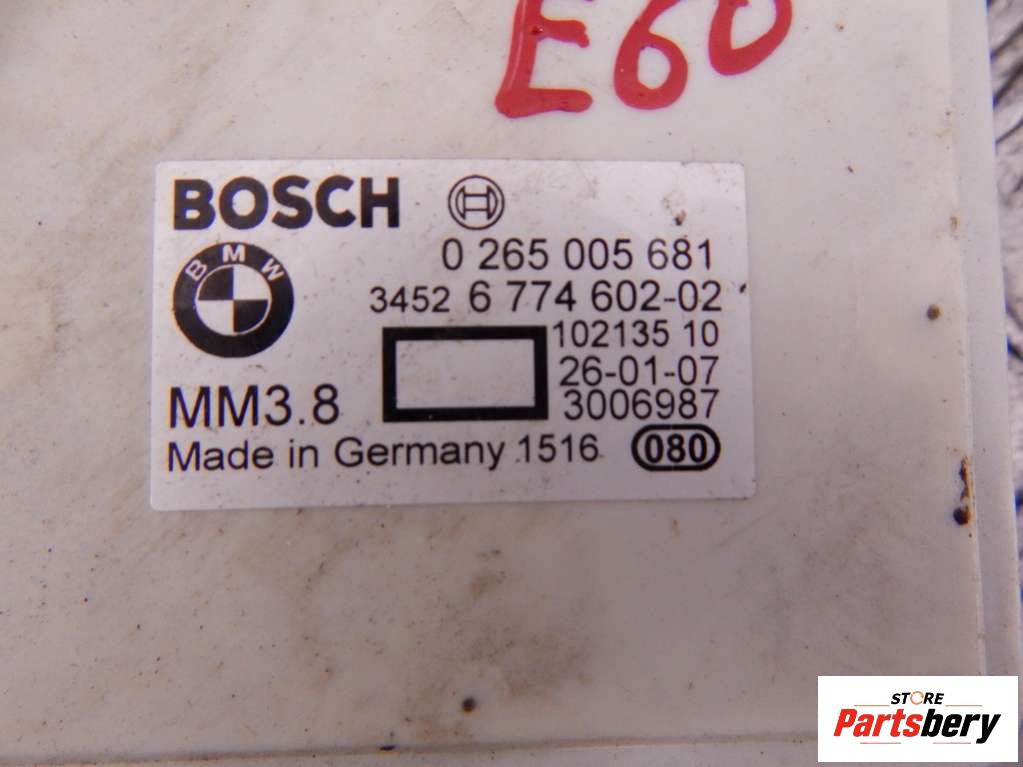 E60
BOSCH
0 265 005 681
BMW
3452 6 774 602-02
102135 10
26-01-07
MM3.8
3006987
Made in Germany 1516
080
STORE
Partsbery